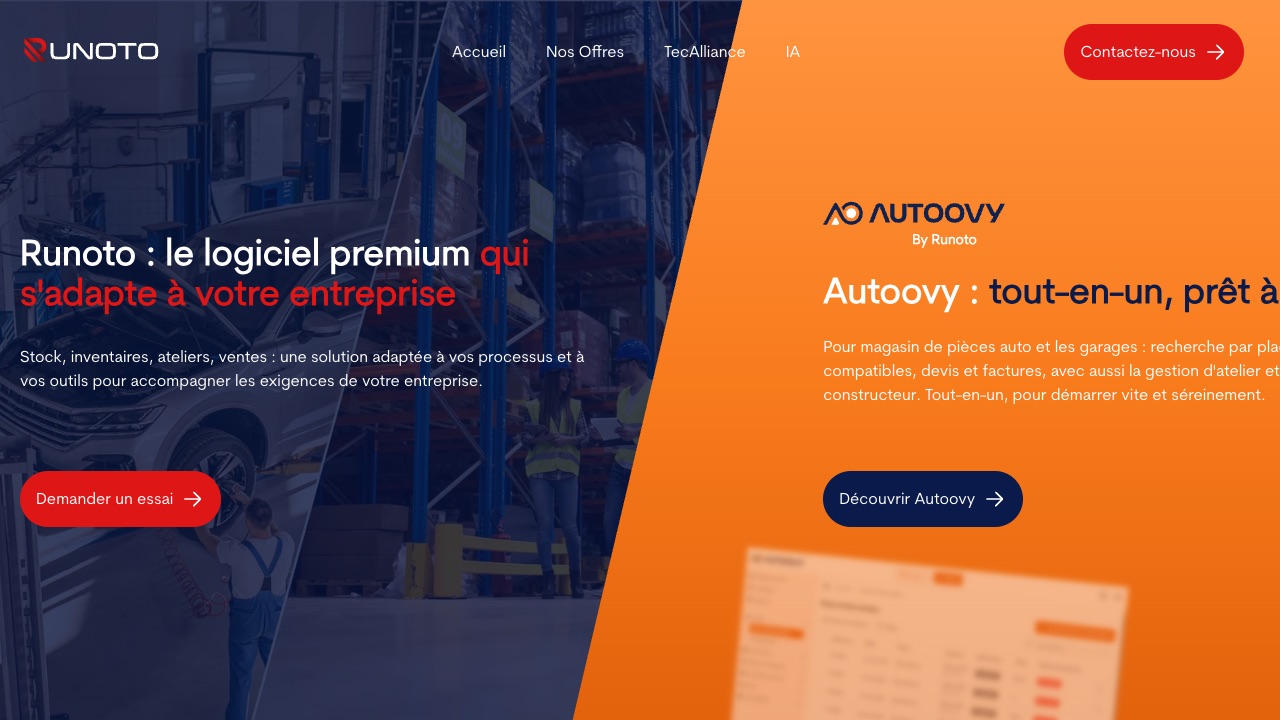 RUNOTO
Accueil
Nos Offres
TecAlliance
IA
Contactez-nous
Runoto : le logiciel premium qui
s'adapte à votre entreprise
Stock, inventaires, ateliers, ventes : une solution adaptée à vos processus et à
vos outils pour accompagner les exigences de votre entreprise.
Demander un essai
AUTOOVY
By Runoto
Autoovy : tout-en-un, prêt à
Pour magasin de pièces auto et les garages : recherche par
compatibles, devis et factures, avec aussi la gestion d'atelier et
constructeur. Tout-en-un, pour démarrer vite et séreinement.
Découvrir Autoovy